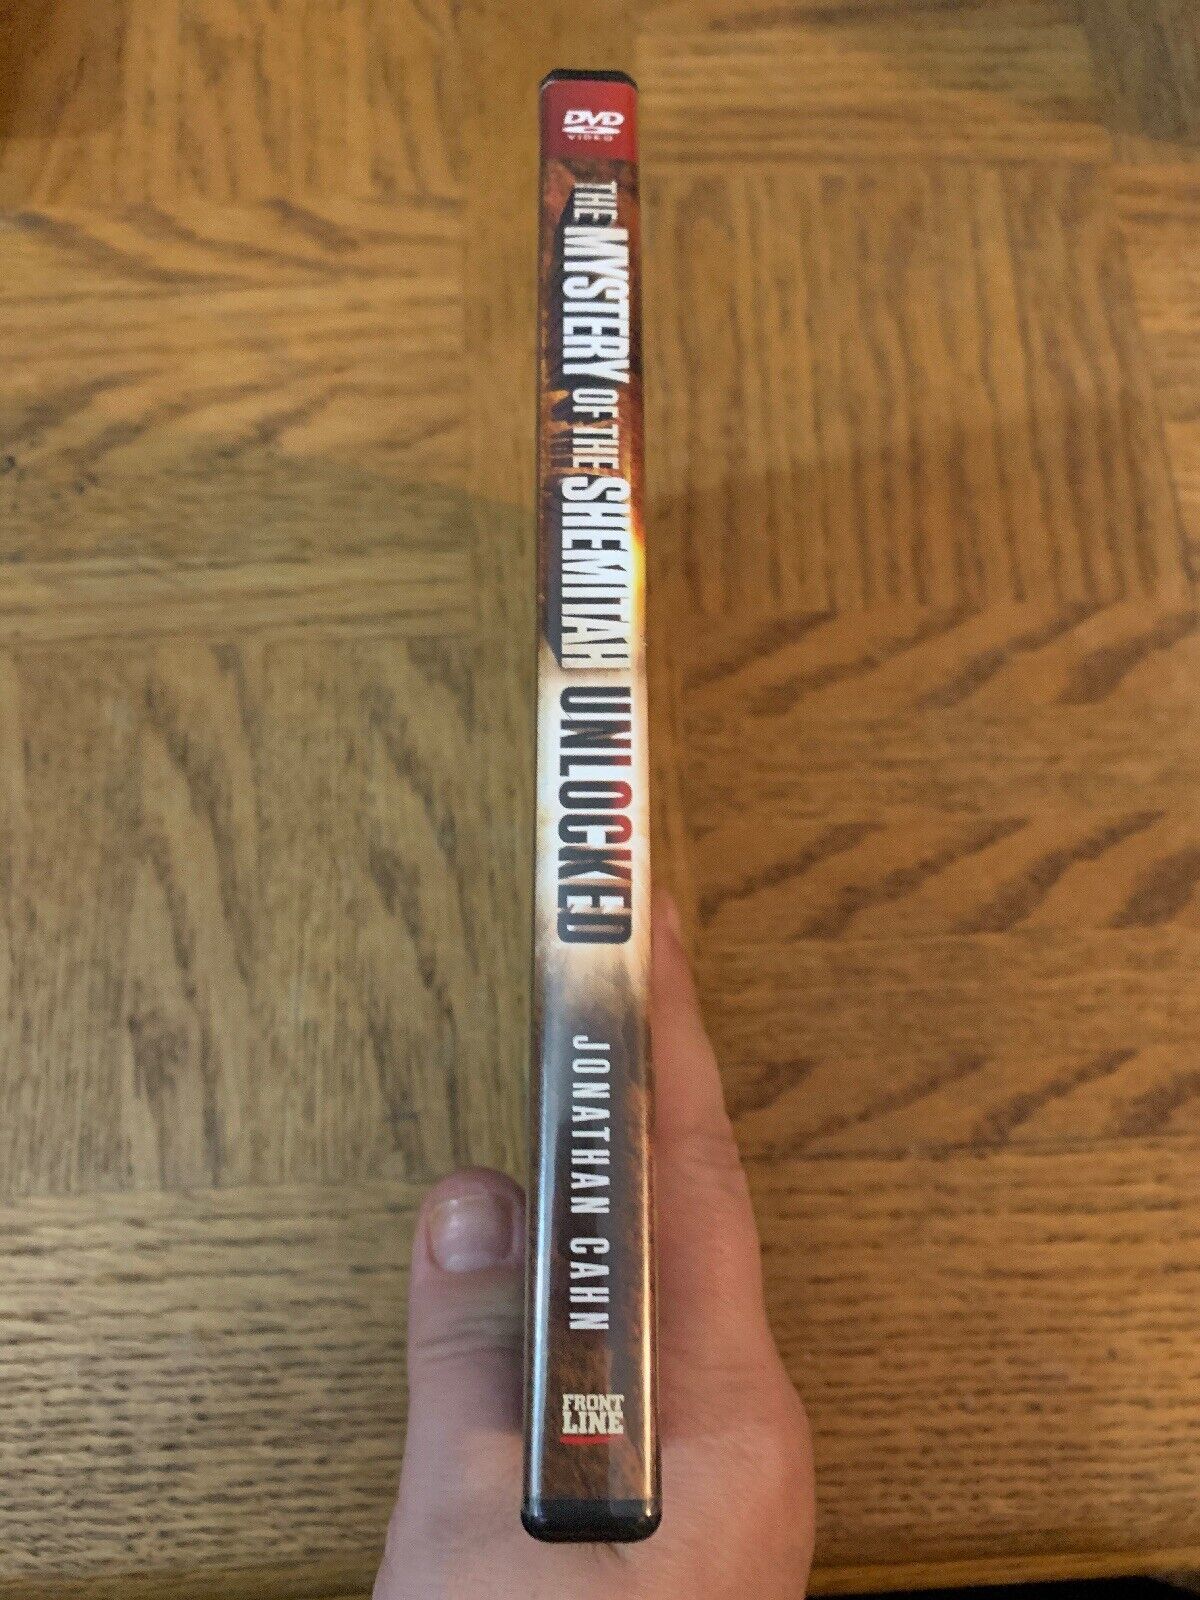 DVD
VIDEO
THE MYSTERY OF THE SHEMITAH UNLOCKED
JONATHAN CAHN
FRONT
LINE